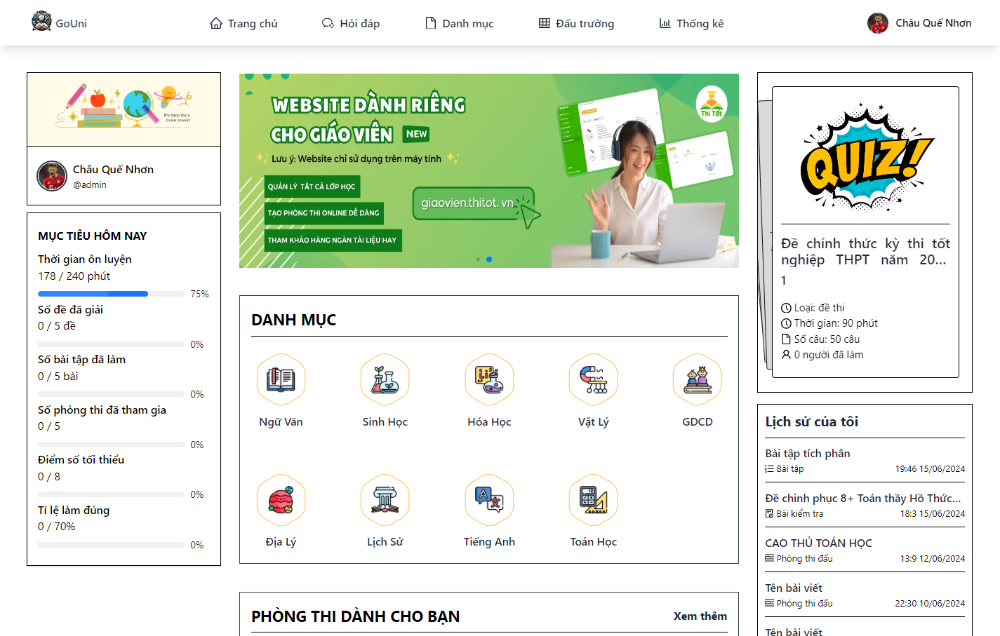 GoUni
Trang chủ
Hỏi đáp
Danh mục
Đấu trường
Thống kê
Châu Quế Nhơn
It's time for a
brain break!
Châu Quế Nhơn
@admin
MỤC TIÊU HÔM NAY
Thời gian ôn luyện
178 / 240 phút
75%
Số đề đã giải
0 / 5 đề
0%
Số bài tập đã làm
0 / 5 bài
0%
Số phòng thi đã tham gia
0 / 5
0%
Điểm số tối thiểu
0 / 8
0%
Tỉ lệ làm đúng
0 / 70%
0%
WEBSITE DÀNH RIÊNG
CHO GIÁO VIÊN NEW
Lưu ý: Website chỉ sử dụng trên máy tính
QUẢN LÝ TẤT CẢ LỚP HỌC
TẠO PHÒNG THI ONLINE DỄ DÀNG
THAM KHẢO HÀNG NGÀN TÀI LIỆU HAY
giaovien.thitot. vn
Thi Tốt
DANH MỤC
Ngữ Văn
Sinh Học
Hóa Học
Vật Lý
GDCD
Địa Lý
Lịch Sử
Tiếng Anh
Toán Học
PHÒNG THI DÀNH CHO BẠN
Xem thêm
QUIZ!
Đề chính thức kỳ thi tốt
nghiệp THPT năm 20...
1
Loại: đề thi
Thời gian: 90 phút
Số câu: 50 câu
0 người đã làm
Lịch sử của tôi
Bài tập tích phân
Bài tập 19:46 15/06/2024
Đề chinh phục 8+ Toán thầy Hồ Thức...
Bài kiểm tra 18:3 15/06/2024
CAO THỦ TOÁN HỌC
Phòng thi đấu 13:9 12/06/2024
Tên bài viết
Phòng thi đấu 22:30 10/06/2024
Tên bài viết